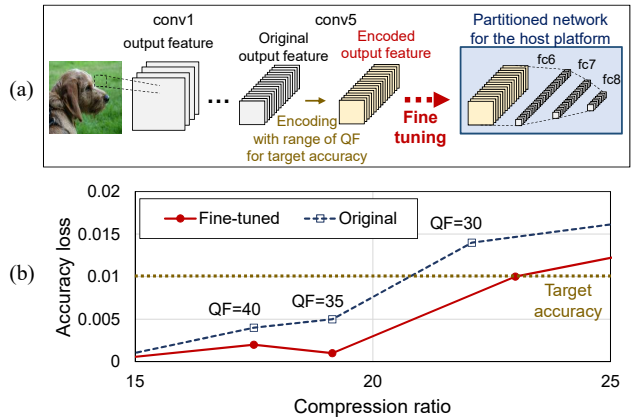 (a)
conv1
output feature
conv5
Original
output feature
Encoded
output feature
Partitioned network
for the host platform
fc6
fc7
fc8
...
Encoding
with range of QF
for target accuracy
Fine
tuning
(b)
Accuracy loss
0.02
0.015
0.01
0.005
0
Fine-tuned
Original
QF=40
QF=35
QF=30
Target
accuracy
15
20
25
Compression ratio